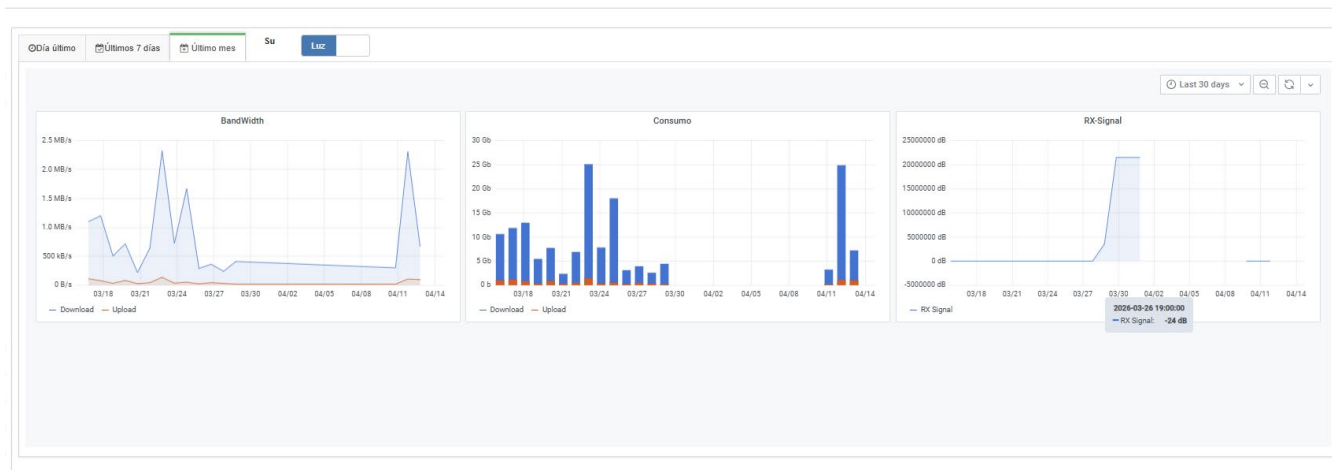 Día último Últimos 7 días Último mes Su Luz
Last 30 days
BandWidth
2.5 MB/s
2.0 MB/s
1.5 MB/s
1.0 MB/s
500 kB/s
0 B/s
03/18 03/21 03/24 03/27 03/30 04/02 04/05 04/08 04/11 04/14
Download Upload
Consumo
30 Gb
25 Gb
20 Gb
15 Gb
10 Gb
5 Gb
0 b
03/18 03/21 03/24 03/27 03/30 04/02 04/05 04/08 04/11 04/14
Download Upload
RX-Signal
25000000 dB
20000000 dB
15000000 dB
10000000 dB
5000000 dB
0 dB
-5000000 dB
03/18 03/21 03/24 03/27 03/30 04/02 04/05 04/08 04/11 04/14
RX Signal
2026-03-26 19:00:00
RX Signal: -24 dB